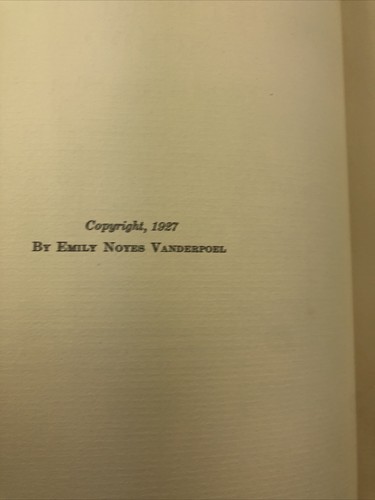 Copyright, 1927
By Emily Noyes Vanderpoel